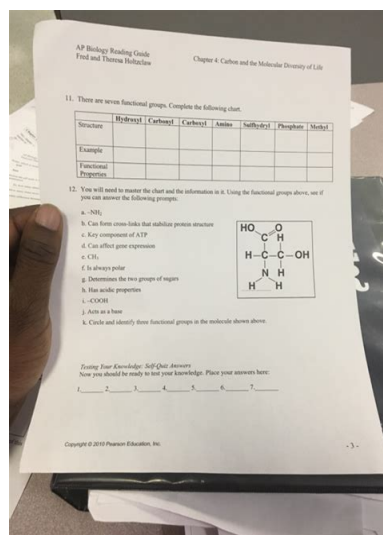 AP Biology Reading Guide
Fred and Theresa Holtzclaw
Chapter 4: Carbon and the Molecular Diversity of Life
11. There are seven functional groups. Complete the following chart.
Hydroxyl Carbonyl Carboxyl Amino Sulfhydryl Phosphate Methyl
Structure
Example
Functional
Properties
12. You will need to master the chart and the information in it. Using the functional groups above, see if
you can answer the following prompts.
a. –NH₂
b. Can form cross-links that stabilize protein structure
c. Key component of ATP
d. Can affect gene expression
e. CH₃
f. Is always polar
g. Determines the two groups of sugars
h. Has acidic properties
i. –COOH
j. Acts as a base
k. Circle and identify three functional groups in the molecule shown above.
HO O
C H
H–C–C–OH
N H
H H
Testing Your Knowledge: Self-Quiz Answers
Now you should be ready to test your knowledge. Place your answers here:
1.____ 2.____ 3.____ 4.____ 5.____ 6.____ 7.____
Copyright © 2010 Pearson Education, Inc.
-3-